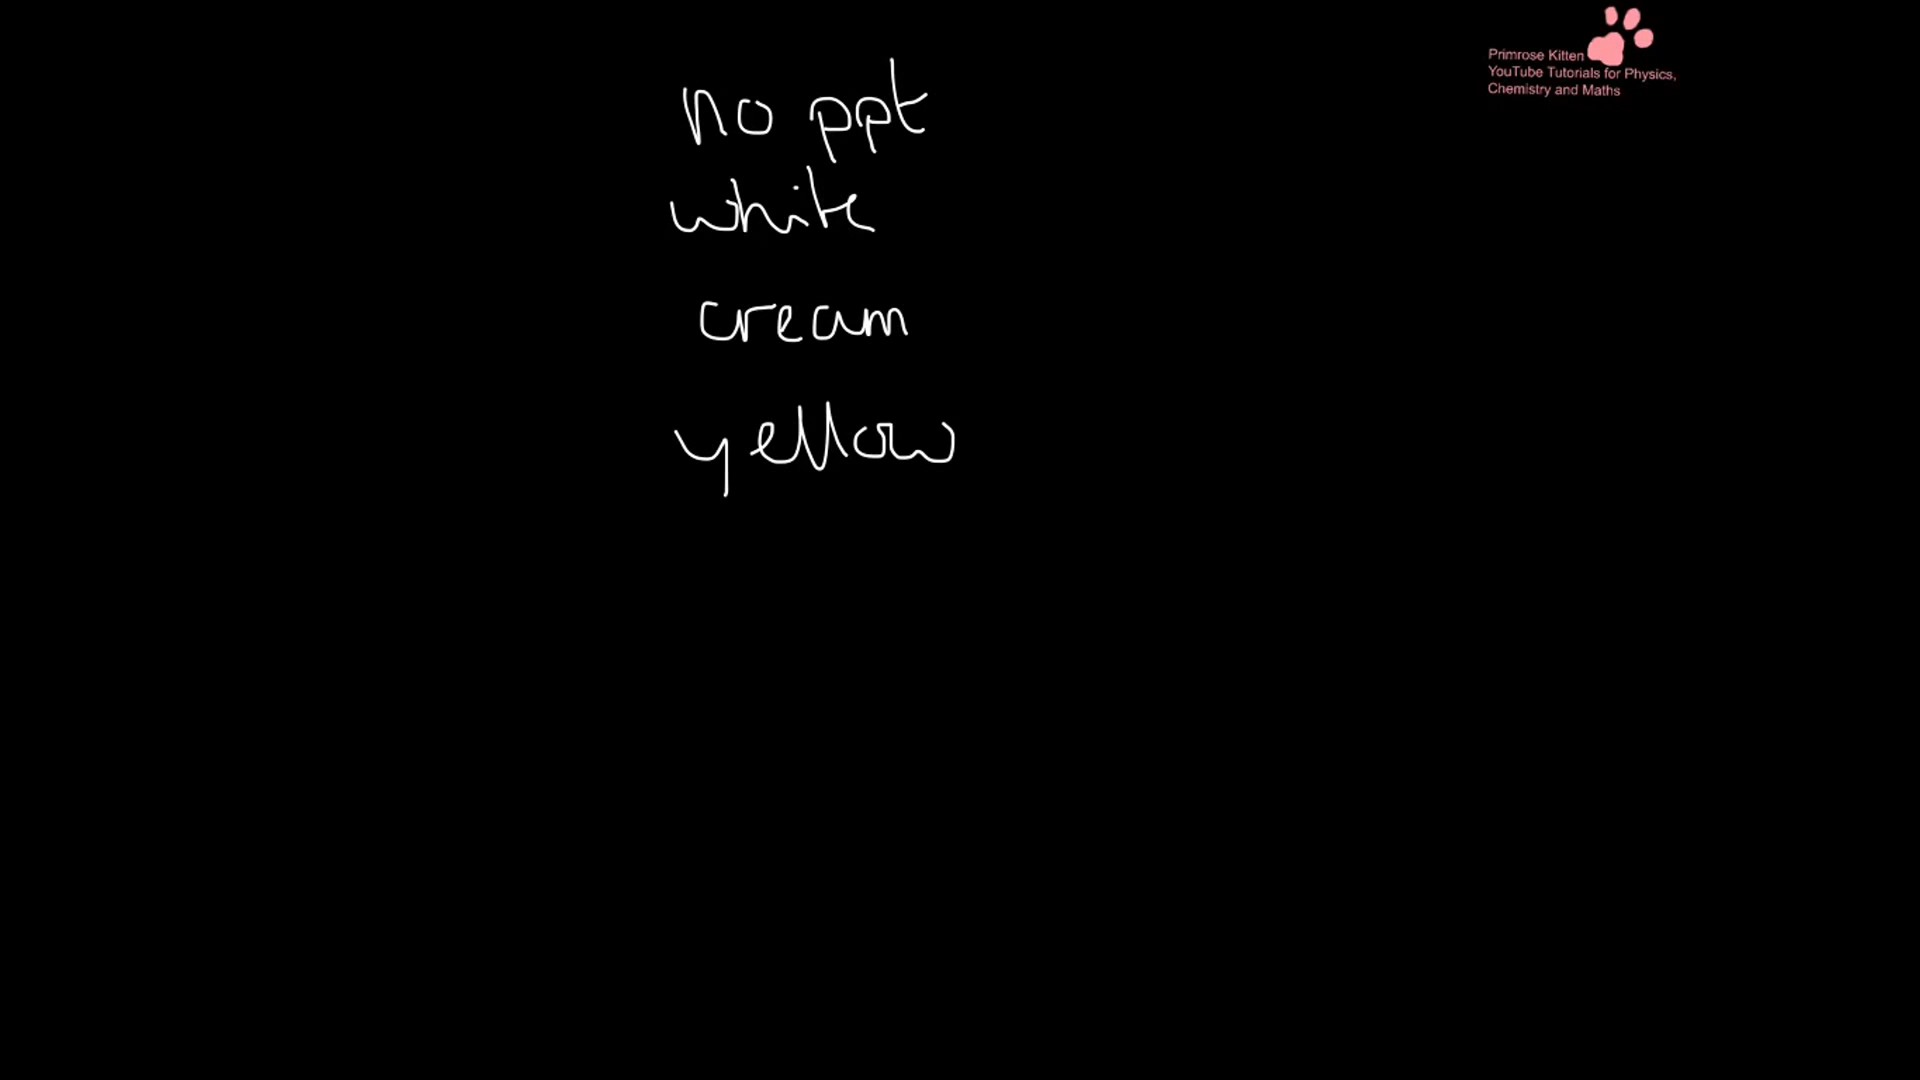 no ppt
white
cream
yellow
Primrose Kitten
YouTube Tutorials for Physics,
Chemistry and Maths